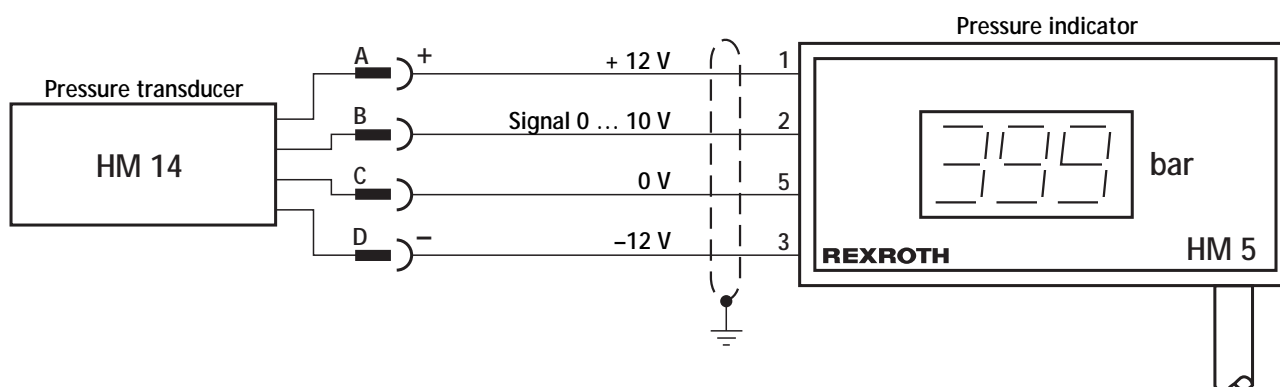 Pressure indicator
A + + 12 V 1
Pressure transducer
B Signal 0 … 10 V 2
HM 14
bar
C 0 V 5
D – –12 V 3
REXROTH HM 5